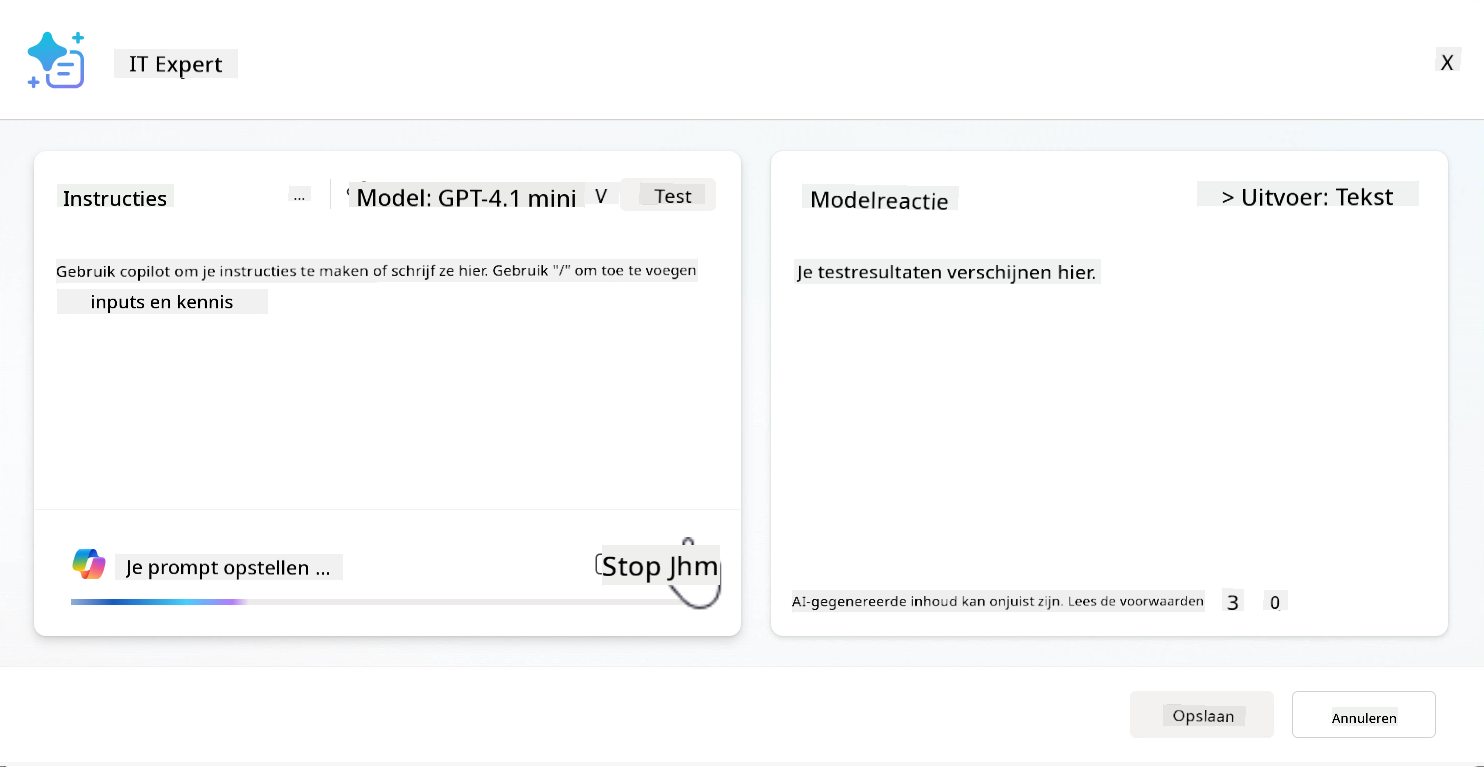 IT Expert
X
Instructies
...
Model: GPT-4.1 mini
V
Test
Gebruik copilot om je instructies te maken of schrijf ze hier. Gebruik "/" om toe te voegen
inputs en kennis
Je prompt opstellen ...
Stop Jhm
Modelreactie
> Uitvoer: Tekst
Je testresultaten verschijnen hier.
AI-gegenereerde inhoud kan onjuist zijn. Lees de voorwaarden
3
0
Opslaan
Annuleren